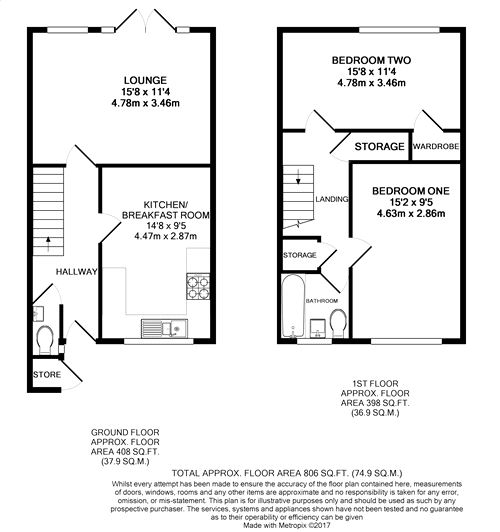 LOUNGE
15'8 x 11'4
4.78m x 3.46m
KITCHEN/
BREAKFAST ROOM
14'8 x 9'5
4.47m x 2.87m
HALLWAY
STORE
GROUND FLOOR
APPROX. FLOOR
AREA 408 SQ.FT.
(37.9 SQ.M.)
BEDROOM TWO
15'8 x 11'4
4.78m x 3.46m
STORAGE
WARDROBE
LANDING
BEDROOM ONE
15'2 x 9'5
4.63m x 2.86m
STORAGE
BATHROOM
1ST FLOOR
APPROX. FLOOR
AREA 398 SQ.FT.
(36.9 SQ.M.)
TOTAL APPROX. FLOOR AREA 806 SQ.FT. (74.9 SQ.M.)
Whilst every attempt has been made to ensure the accuracy of the floor plan contained here, measurements
of doors, windows, rooms and any other items are approximate and no responsibility is taken for any error,
omission, or mis-statement. This plan is for illustrative purposes only and should be used as such by any
prospective purchaser. The services, systems and appliances shown have not been tested and no guarantee
as to their operability or efficiency can be given
Made with Metropix ©2017